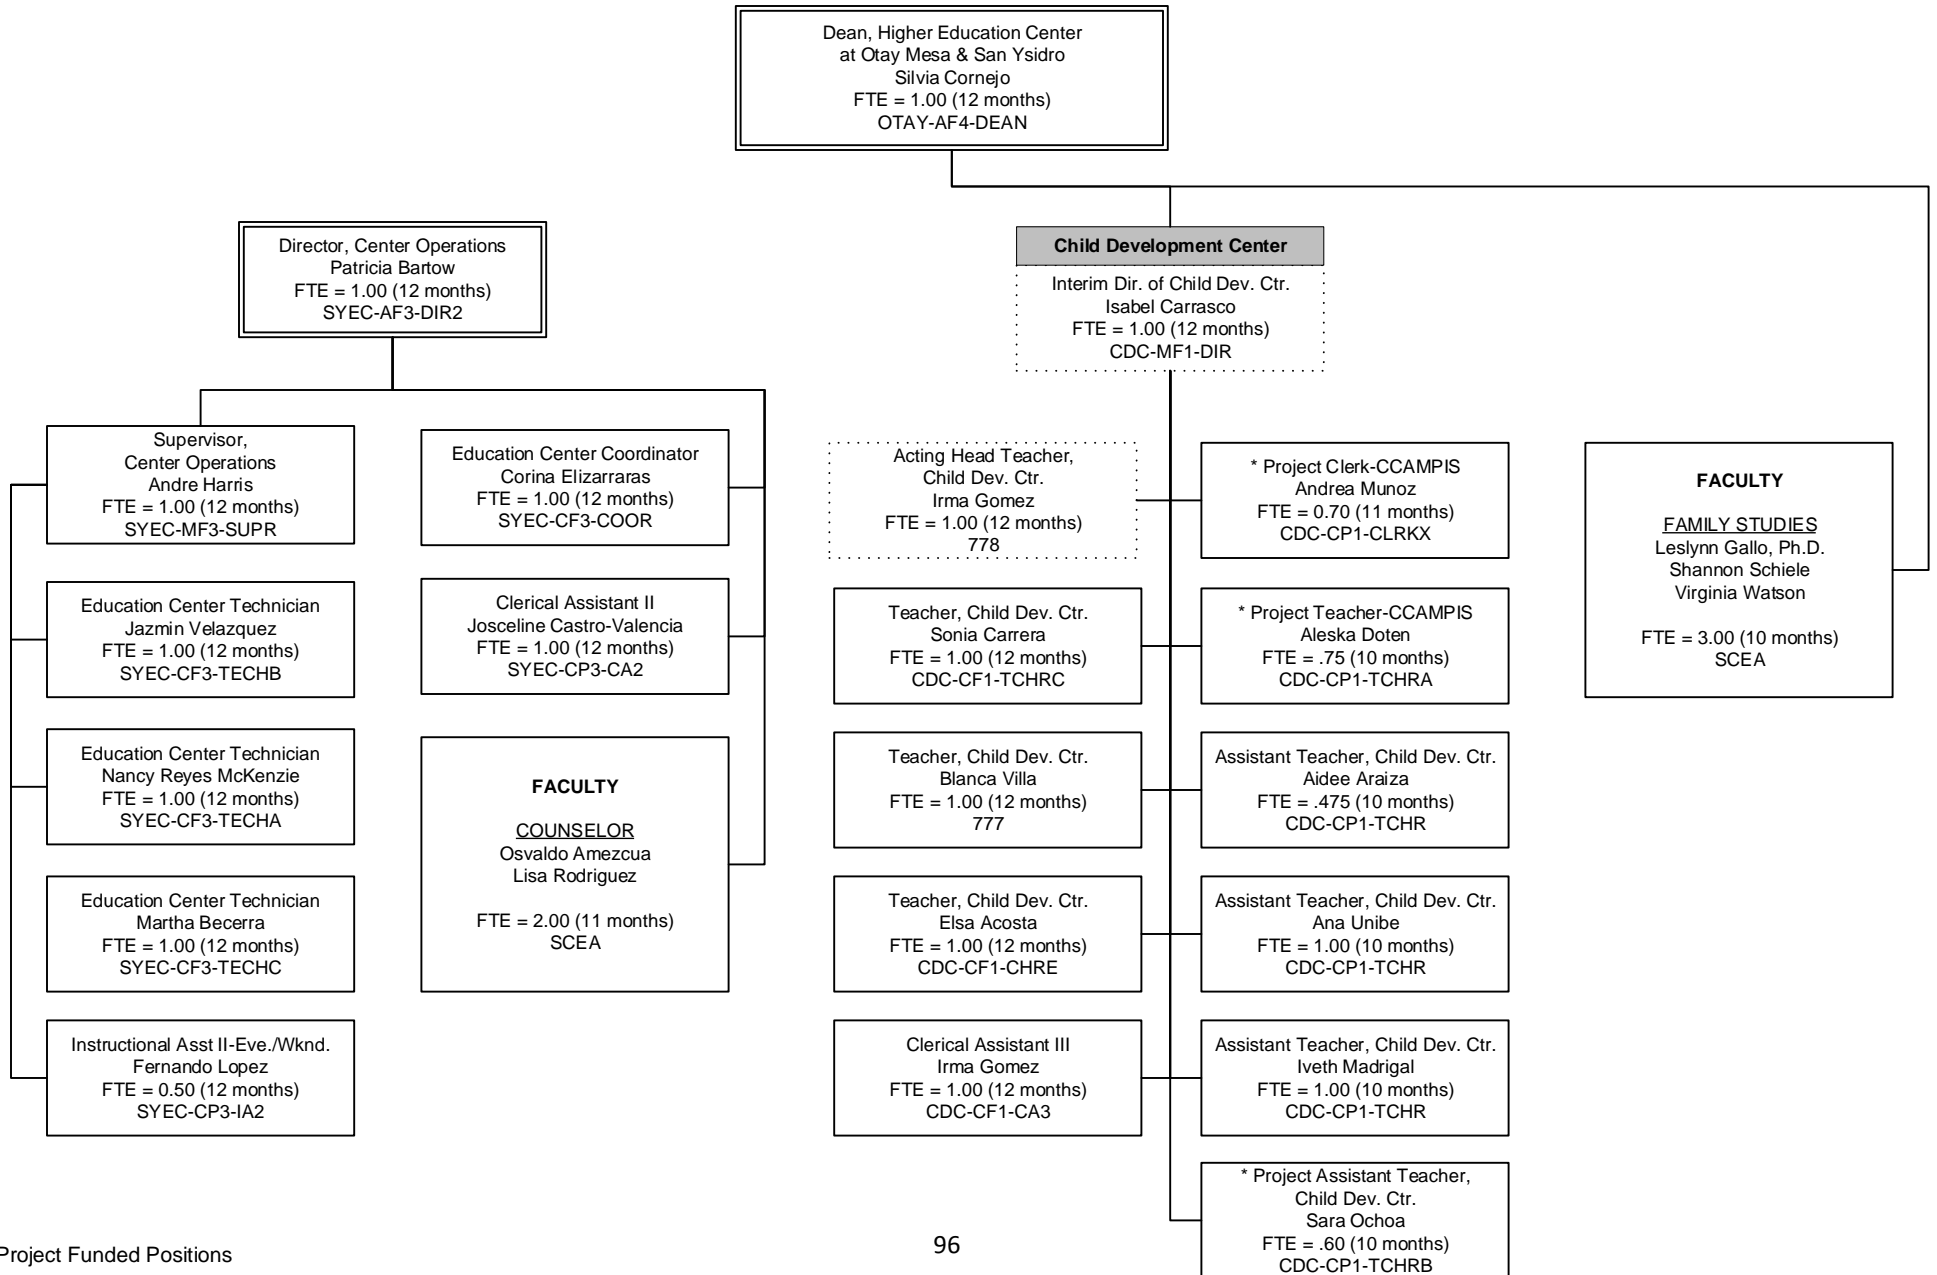 Dean, Higher Education Center
at Otay Mesa & San Ysidro
Silvia Cornejo
FTE = 1.00 (12 months)
OTAY-AF4-DEAN
Director, Center Operations
Patricia Bartow
FTE = 1.00 (12 months)
SYEC-AF3-DIR2
Supervisor,
Center Operations
Andre Harris
FTE = 1.00 (12 months)
SYEC-MF3-SUPR
Education Center Technician
Jazmin Velazquez
FTE = 1.00 (12 months)
SYEC-CF3-TECHB
Education Center Technician
Nancy Reyes McKenzie
FTE = 1.00 (12 months)
SYEC-CF3-TECHA
Education Center Technician
Martha Becerra
FTE = 1.00 (12 months)
SYEC-CF3-TECHC
Instructional Asst II-Eve./Wknd.
Fernando Lopez
FTE = 0.50 (12 months)
SYEC-CP3-IA2
Education Center Coordinator
Corina Elizarraras
FTE = 1.00 (12 months)
SYEC-CF3-COOR
Clerical Assistant II
Josceline Castro-Valencia
FTE = 1.00 (12 months)
SYEC-CP3-CA2
FACULTY
COUNSELOR
Osvaldo Amezcua
Lisa Rodriguez
FTE = 2.00 (11 months)
SCEA
Child Development Center
Interim Dir. of Child Dev. Ctr.
Isabel Carrasco
FTE = 1.00 (12 months)
CDC-MF1-DIR
Acting Head Teacher,
Child Dev. Ctr.
Irma Gomez
FTE = 1.00 (12 months)
778
Teacher, Child Dev. Ctr.
Sonia Carrera
FTE = 1.00 (12 months)
CDC-CF1-TCHRC
Teacher, Child Dev. Ctr.
Blanca Villa
FTE = 1.00 (12 months)
777
Teacher, Child Dev. Ctr.
Elsa Acosta
FTE = 1.00 (12 months)
CDC-CF1-CHRE
Clerical Assistant III
Irma Gomez
FTE = 1.00 (12 months)
CDC-CF1-CA3
* Project Clerk-CCAMPIS
Andrea Munoz
FTE = 0.70 (11 months)
CDC-CP1-CLRKX
* Project Teacher-CCAMPIS
Aleska Doten
FTE = .75 (10 months)
CDC-CP1-TCHRA
Assistant Teacher, Child Dev. Ctr.
Aidee Araiza
FTE = .475 (10 months)
CDC-CP1-TCHR
Assistant Teacher, Child Dev. Ctr.
Ana Unibe
FTE = 1.00 (10 months)
CDC-CP1-TCHR
Assistant Teacher, Child Dev. Ctr.
Iveth Madrigal
FTE = 1.00 (10 months)
CDC-CP1-TCHR
* Project Assistant Teacher,
Child Dev. Ctr.
Sara Ochoa
FTE = .60 (10 months)
CDC-CP1-TCHRB
FACULTY
FAMILY STUDIES
Leslynn Gallo, Ph.D.
Shannon Schiele
Virginia Watson
FTE = 3.00 (10 months)
SCEA
Project Funded Positions
96